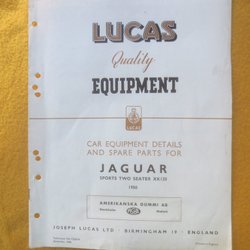 LUCAS
Quality
EQUIPMENT
LUCAS
CAR EQUIPMENT DETAILS
AND SPARE PARTS FOR
JAGUAR
SPORTS TWO SEATER XK120
1950
AMERIKANSKA GUMMI AB
JOSEPH LUCAS LTD · BIRMINGHAM 19 · ENGLAND